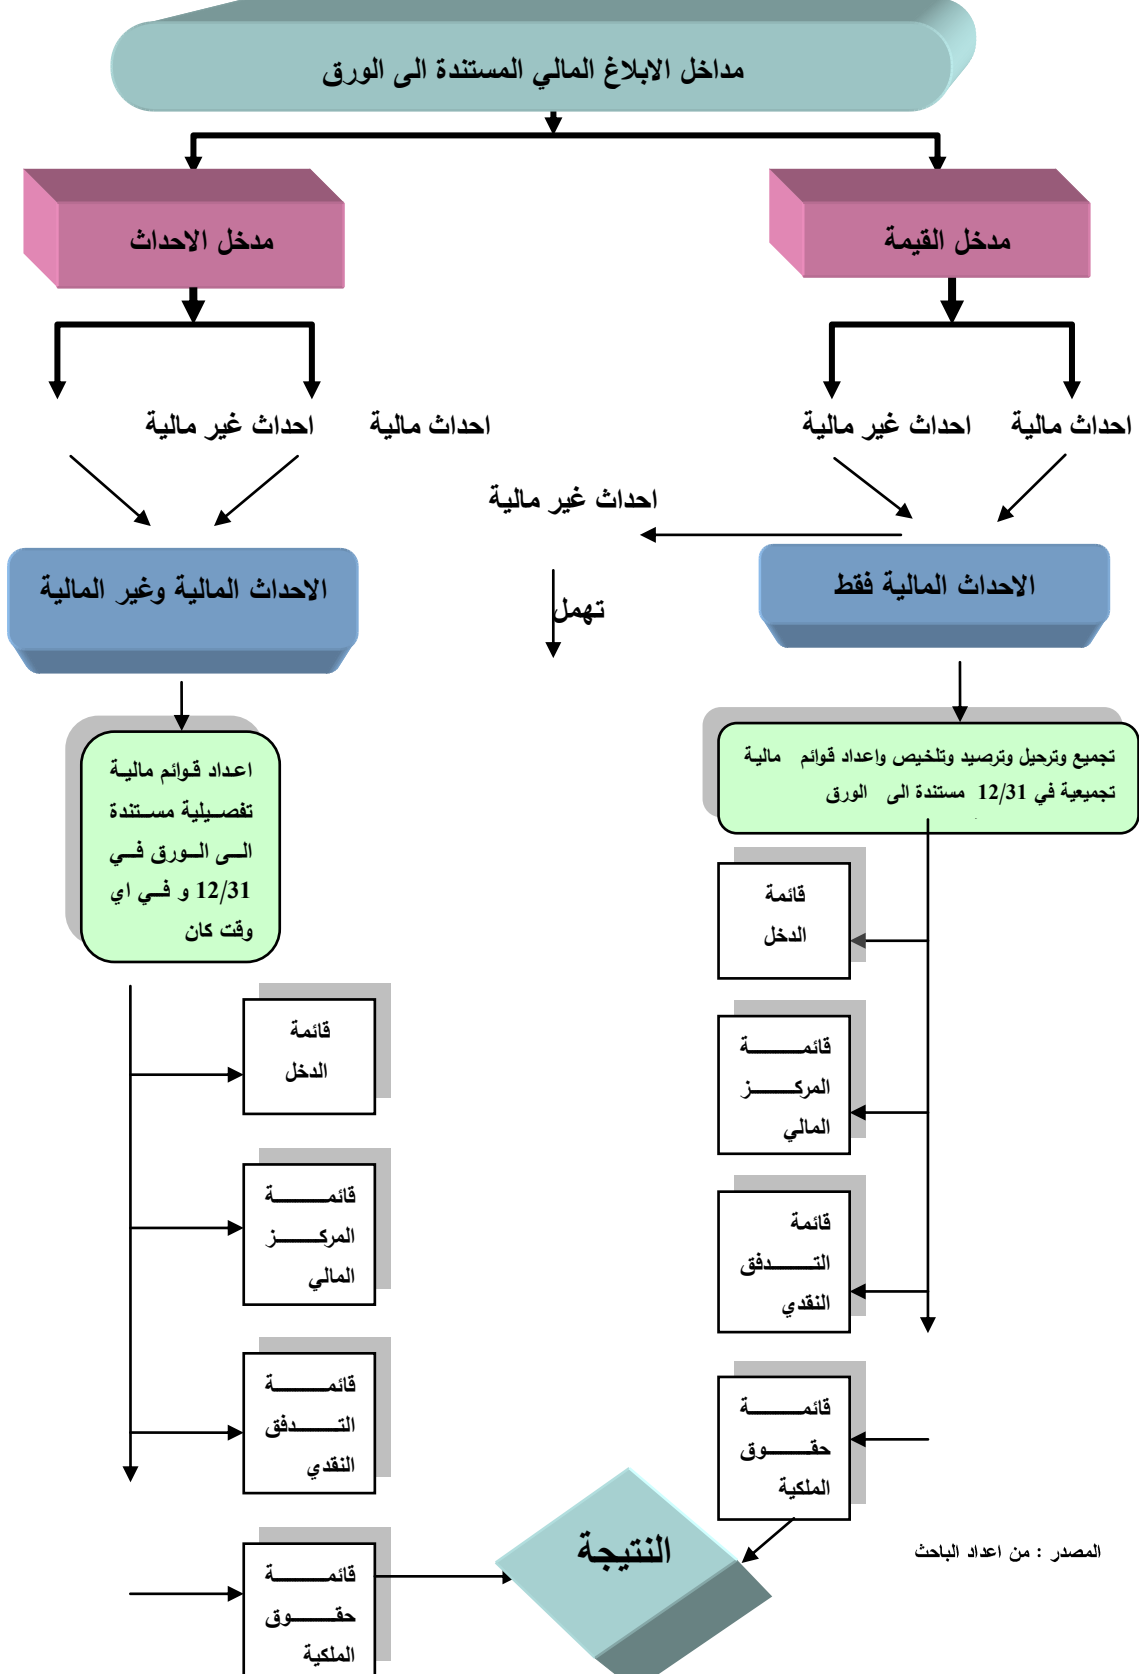 مداخل الابلاغ المالي المستندة الى الورق
مدخل القيمة
مدخل الاحداث
احداث مالية
احداث غير مالية
احداث مالية
احداث غير مالية
احداث غير مالية
تهمل
الاحداث المالية فقط
الاحداث المالية وغير المالية
تجميع وترحيل وترصيد وتلخيص واعداد قوائم مالية
تجميعية في 12/31 مستندة الى الورق
اعداد قوائم مالية
تفصيلية مستندة
الى الورق في
12/31 و في اي
وقت كان
قائمة
الدخل
قائمة
المركز
المالي
قائمة
التدفق
النقدي
قائمة
حقوق
الملكية
قائمة
الدخل
قائمة
المركز
المالي
قائمة
التدفق
النقدي
قائمة
حقوق
الملكية
النتيجة
المصدر : من اعداد الباحث